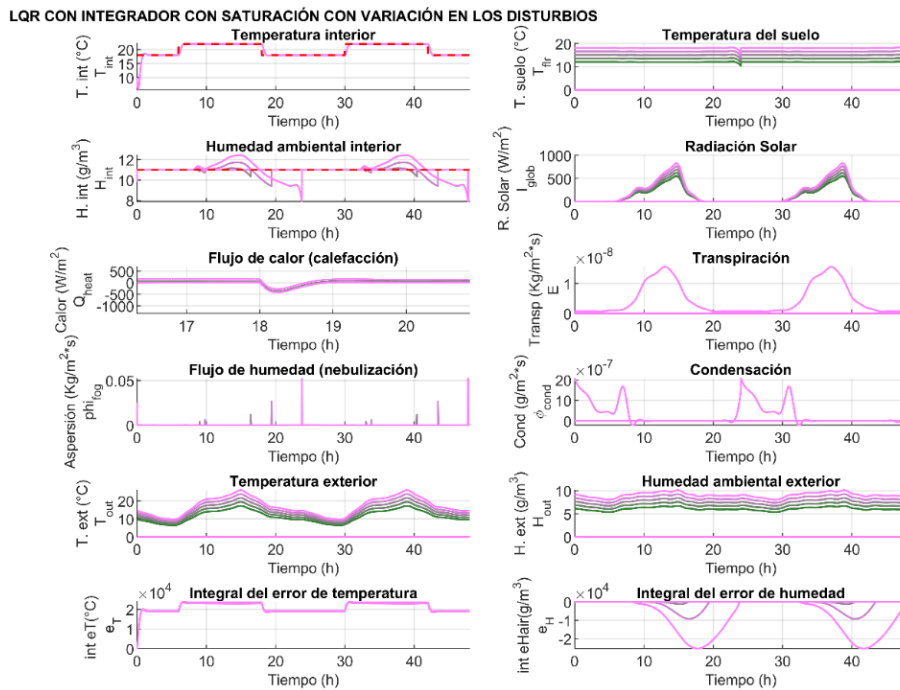 LQR CON INTEGRADOR CON SATURACIÓN CON VARIACIÓN EN LOS DISTURBIOS
Temperatura interior
T. int (°C)
T_int
20
15
10
0 10 20 30 40
Tiempo (h)
Temperatura del suelo
T. suelo (°C)
T_flr
20
10
0
0 10 20 30 40
Tiempo (h)
Humedad ambiental interior
H. int (g/m³)
H_int
12
10
8
0 10 20 30 40
Tiempo (h)
Radiación Solar
R. Solar (W/m²)
I_glob
1000
500
0
0 10 20 30 40
Tiempo (h)
Flujo de calor (calefacción)
Calor (W/m²)
Q_heat
500
0
-500
-1000
17 18 19 20
Tiempo (h)
Transpiración
Transp (Kg/m²*s)
E
×10⁻⁸
1
0
0 10 20 30 40
Tiempo (h)
Flujo de humedad (nebulización)
Aspersión (Kg/m²*s)
phi_fog
0.05
0
0 10 20 30 40
Tiempo (h)
Condensación
Cond (g/m²*s)
ϕ_cond
×10⁻⁷
20
10
0
0 10 20 30 40
Tiempo (h)
Temperatura exterior
T. ext (°C)
T_out
20
10
0
0 10 20 30 40
Tiempo (h)
Humedad ambiental exterior
H. ext (g/m³)
H_out
10
5
0
0 10 20 30 40
Tiempo (h)
Integral del error de temperatura
int eT(°C)
e_T
×10⁴
2
1
0
0 10 20 30 40
Tiempo (h)
Integral del error de humedad
int eHair(g/m³)
e_H
×10⁴
0
-1
-2
0 10 20 30 40
Tiempo (h)